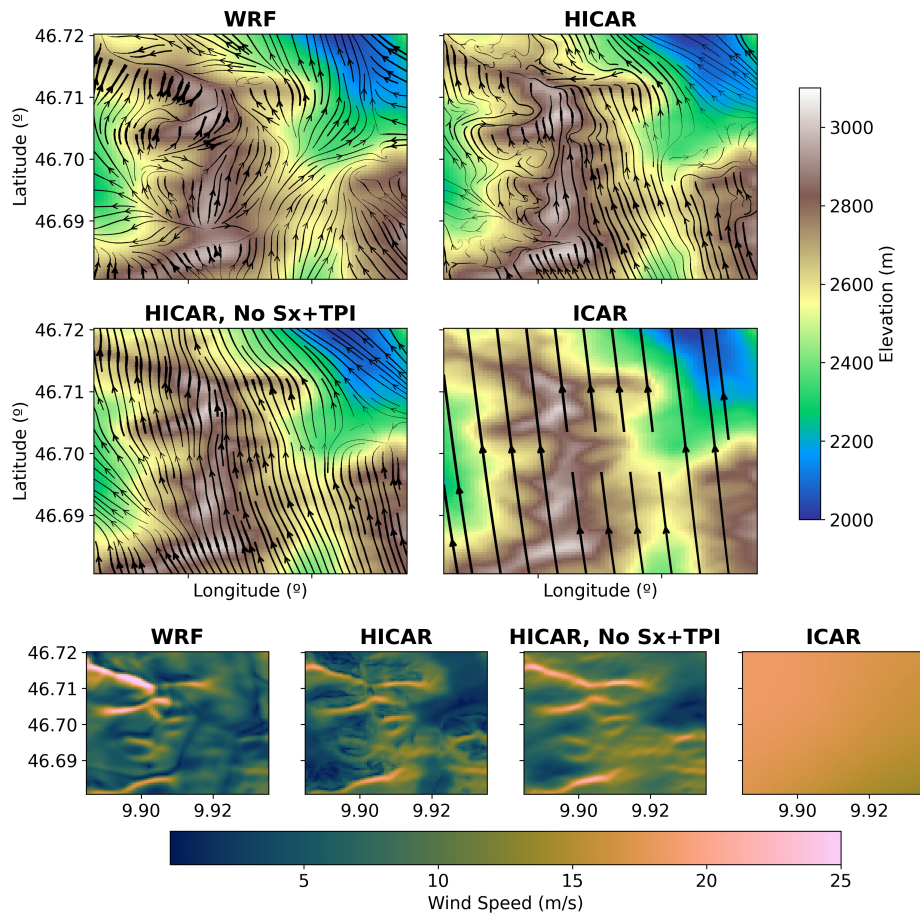 WRF
HICAR
46.72
46.71
46.70
46.69
Latitude (º)
HICAR, No Sx+TPI
ICAR
46.72
46.71
46.70
46.69
Latitude (º)
Longitude (º)
Longitude (º)
3000
2800
2600
2400
2200
2000
Elevation (m)
WRF
HICAR
HICAR, No Sx+TPI
ICAR
46.72
46.71
46.70
46.69
9.90 9.92
9.90 9.92
9.90 9.92
9.90 9.92
5 10 15 20 25
Wind Speed (m/s)